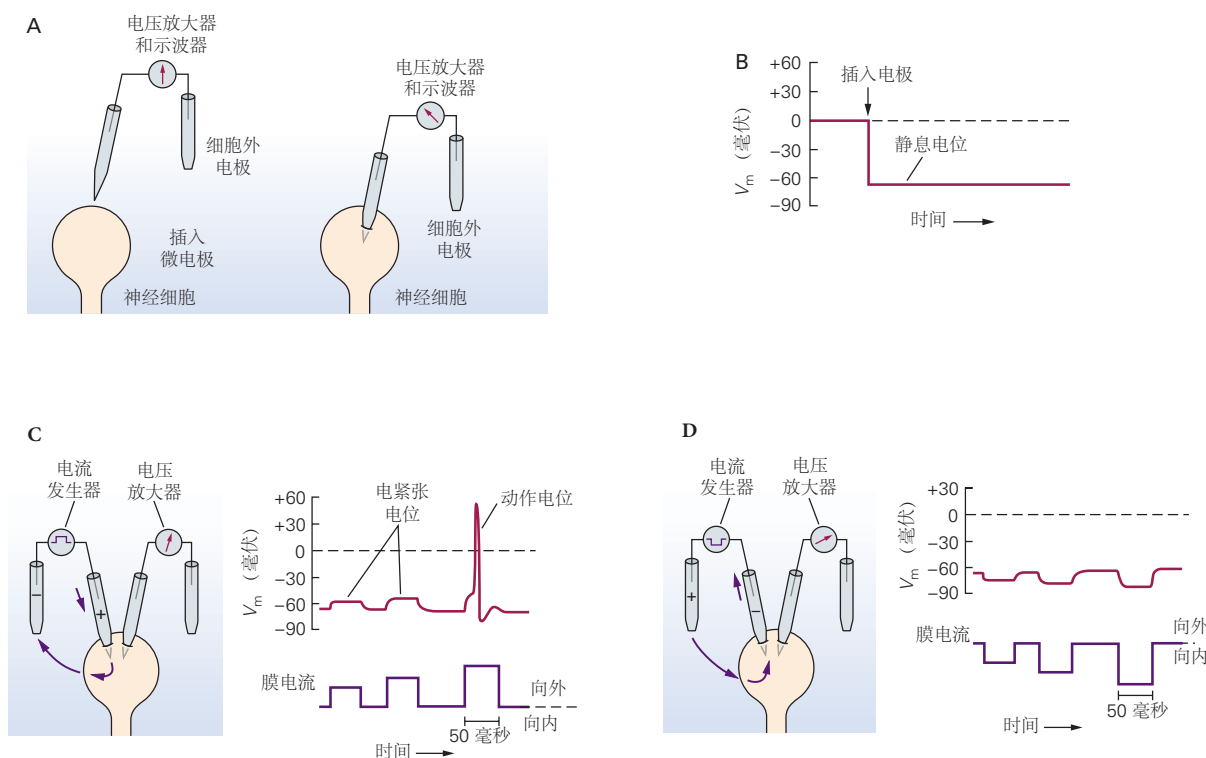 A
电压放大器
和示波器
细胞外
电极
插入
微电极
神经细胞
电压放大器
和示波器
细胞外
电极
神经细胞
B
+60
+30
0
−30
−60
−90
Vm（毫伏）
插入电极
静息电位
时间
C
电流
发生器
电压
放大器
−
+
+60
+30
0
−30
−60
−90
Vm（毫伏）
电紧张
电位
动作电位
膜电流
向外
向内
50 毫秒
时间
D
电流
发生器
电压
放大器
+
−
+30
0
−30
−60
−90
Vm（毫伏）
膜电流
向外
向内
50 毫秒
时间